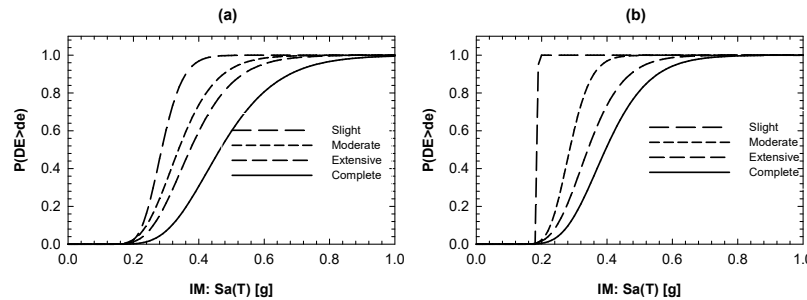 (a)
P(DE>de)
1.0
0.8
0.6
0.4
0.2
0.0
Slight
Moderate
Extensive
Complete
0.0 0.2 0.4 0.6 0.8 1.0
IM: Sa(T) [g]
(b)
P(DE>de)
1.0
0.8
0.6
0.4
0.2
0.0
Slight
Moderate
Extensive
Complete
0.0 0.2 0.4 0.6 0.8 1.0
IM: Sa(T) [g]